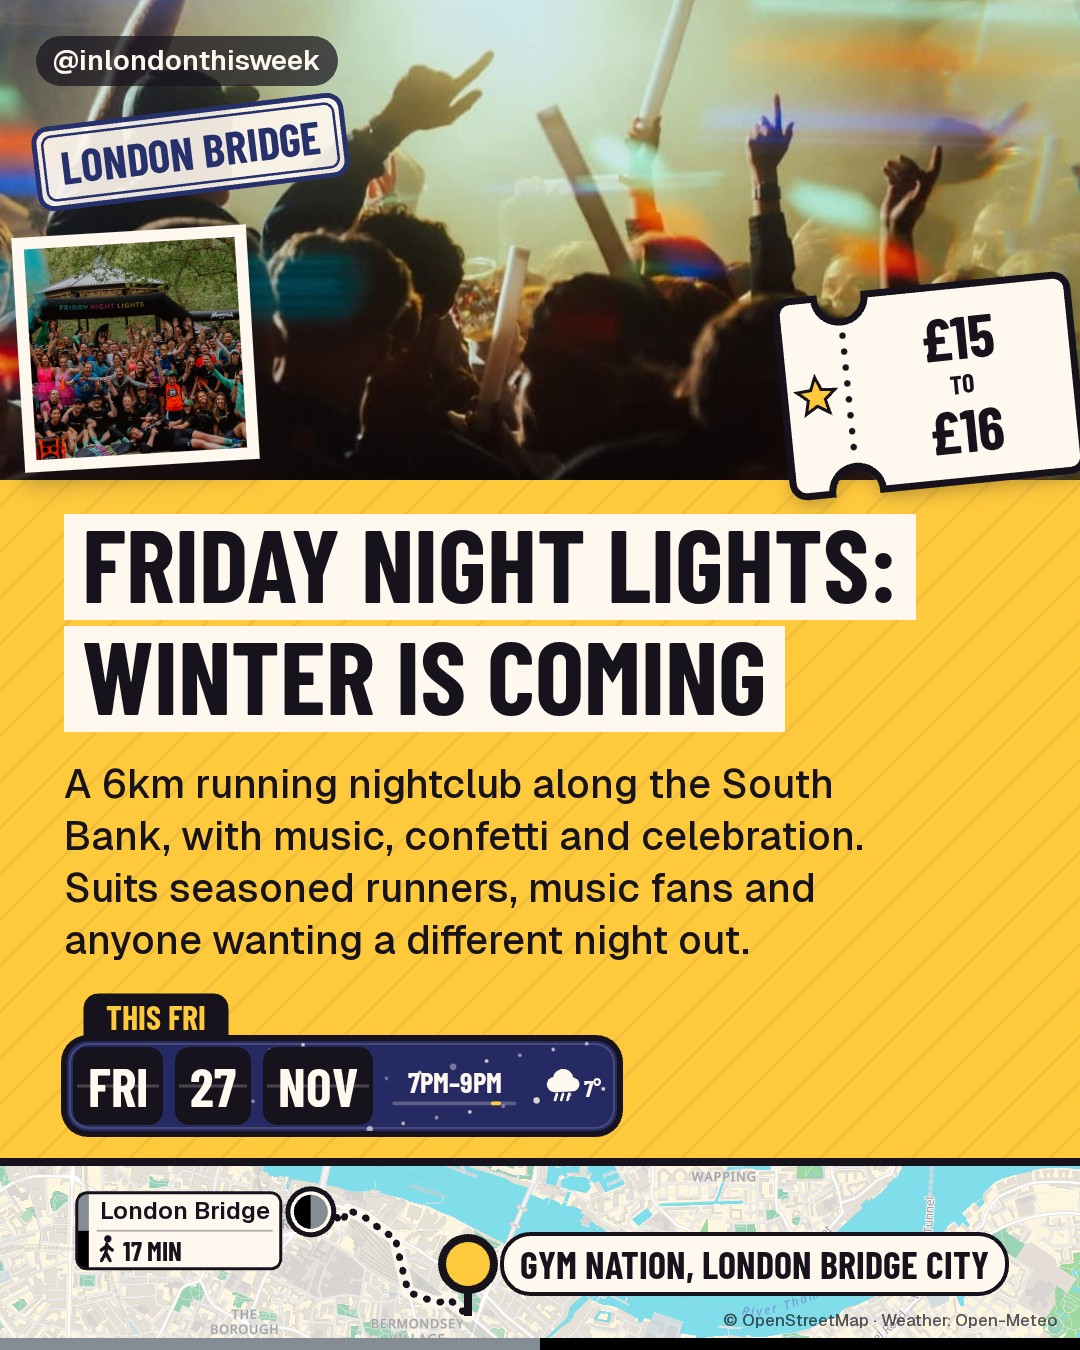 @inlondonthisweek
LONDON BRIDGE
FRIDAY NIGHT LIGHTS
£15
TO
£16
FRIDAY NIGHT LIGHTS:
WINTER IS COMING
A 6km running nightclub along the South
Bank, with music, confetti and celebration.
Suits seasoned runners, music fans and
anyone wanting a different night out.
THIS FRI
FRI 27 NOV 7PM–9PM 7°
WAPPING
London Bridge
17 MIN
GYM NATION, LONDON BRIDGE CITY
THE
BOROUGH
BERMONDSEY
VILLAGE
© OpenStreetMap · Weather: Open-Meteo